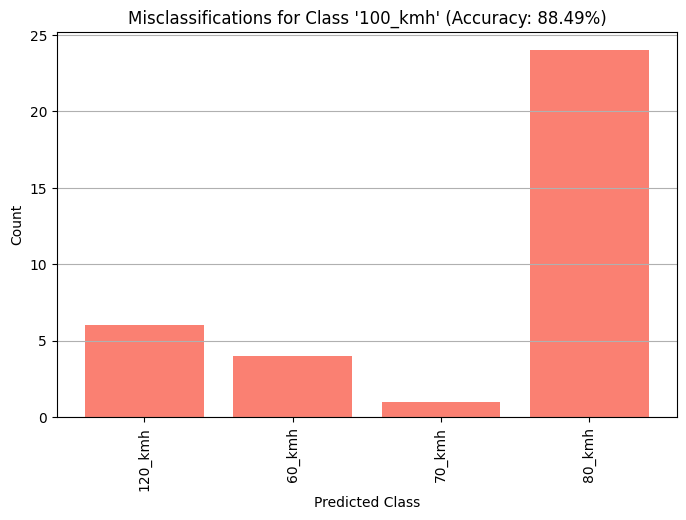 Misclassifications for Class '100_kmh' (Accuracy: 88.49%)
25
20
15
10
5
0
Count
120_kmh
60_kmh
70_kmh
80_kmh
Predicted Class